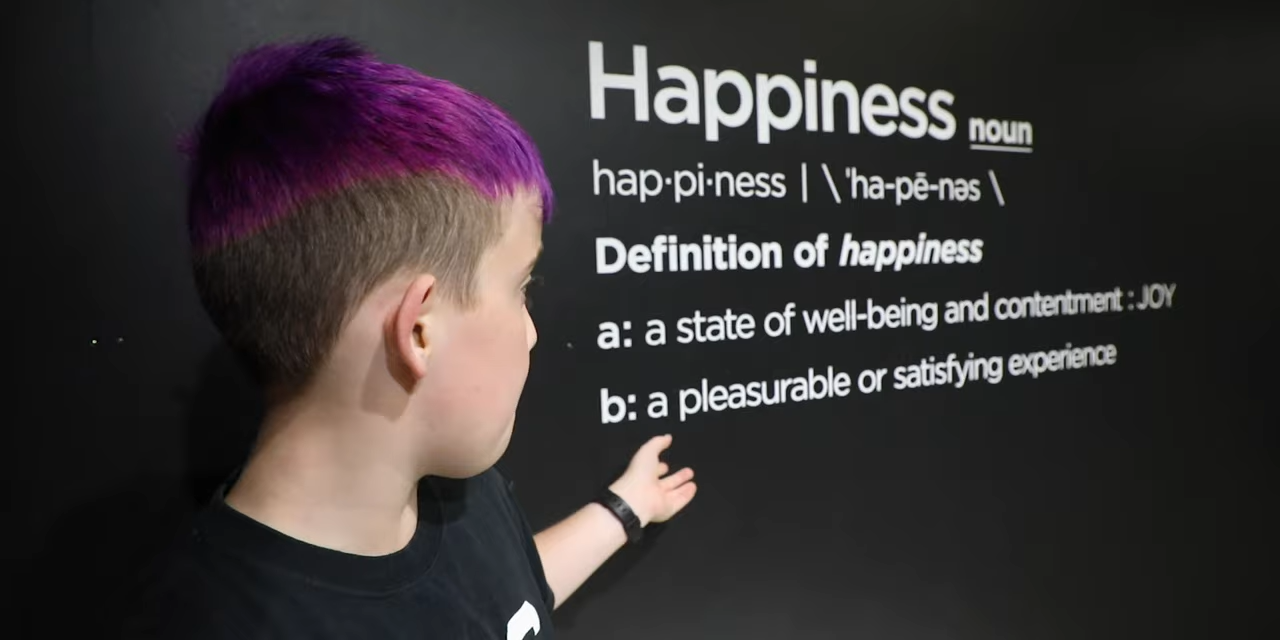 Happiness noun
hap·pi·ness | \ 'ha-pē-nəs \
Definition of happiness
a: a state of well-being and contentment : JOY
b: a pleasurable or satisfying experience